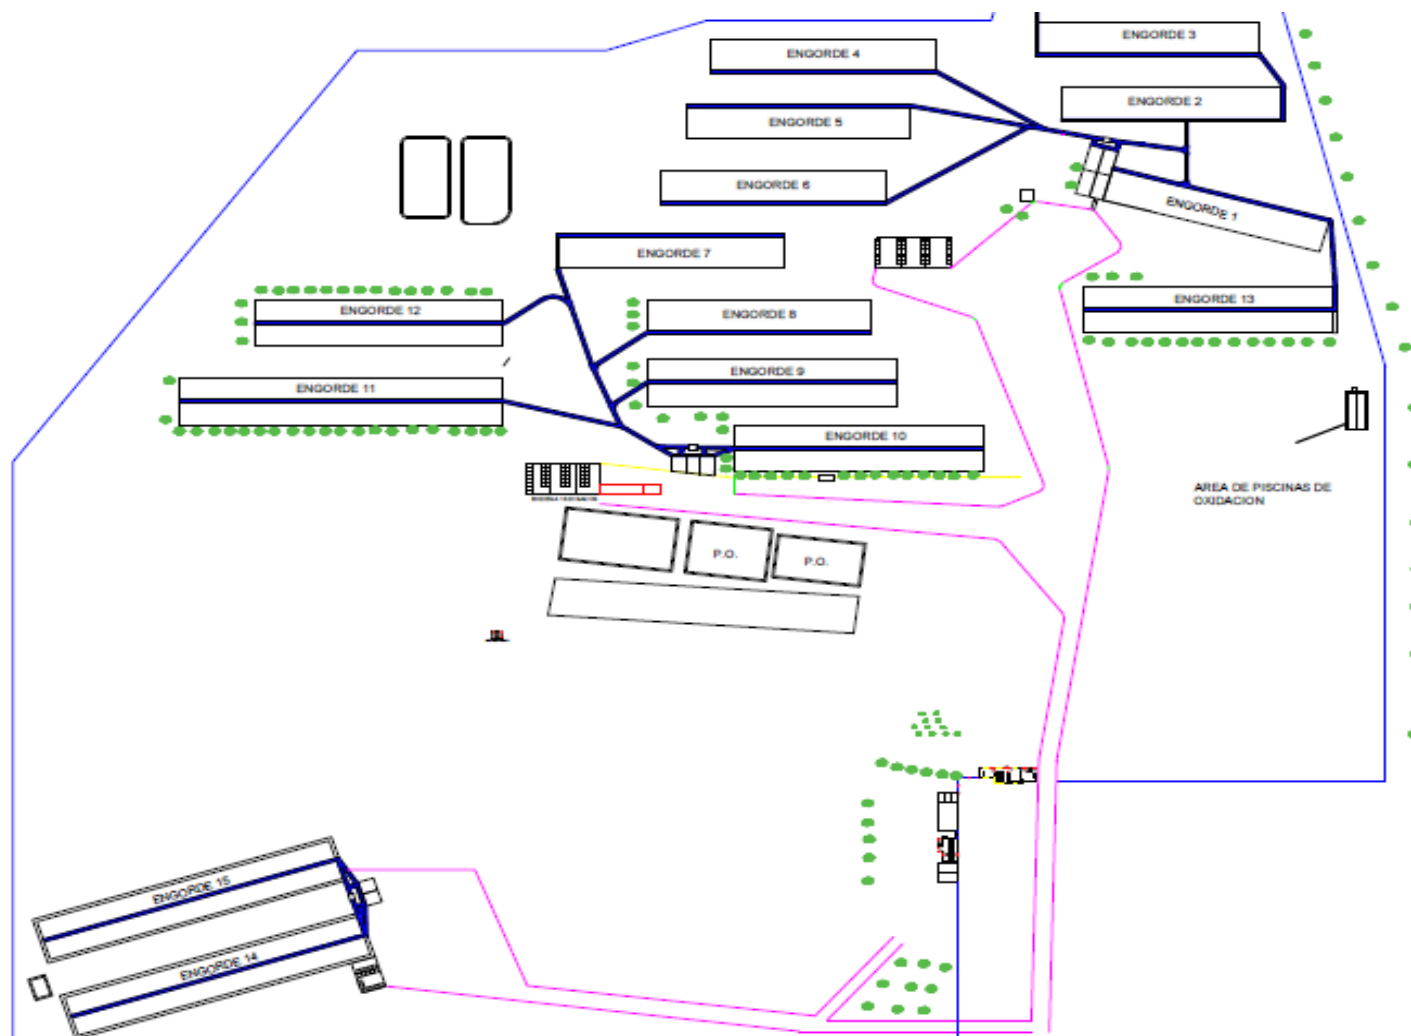 ENGORDE 3
ENGORDE 4
ENGORDE 2
ENGORDE 5
ENGORDE 6
ENGORDE 1
ENGORDE 7
ENGORDE 13
ENGORDE 12
ENGORDE 8
ENGORDE 9
ENGORDE 11
ENGORDE 10
AREA DE PISCINAS DE
OXIDACION
P.O.
P.O.
ENGORDE 15
ENGORDE 14